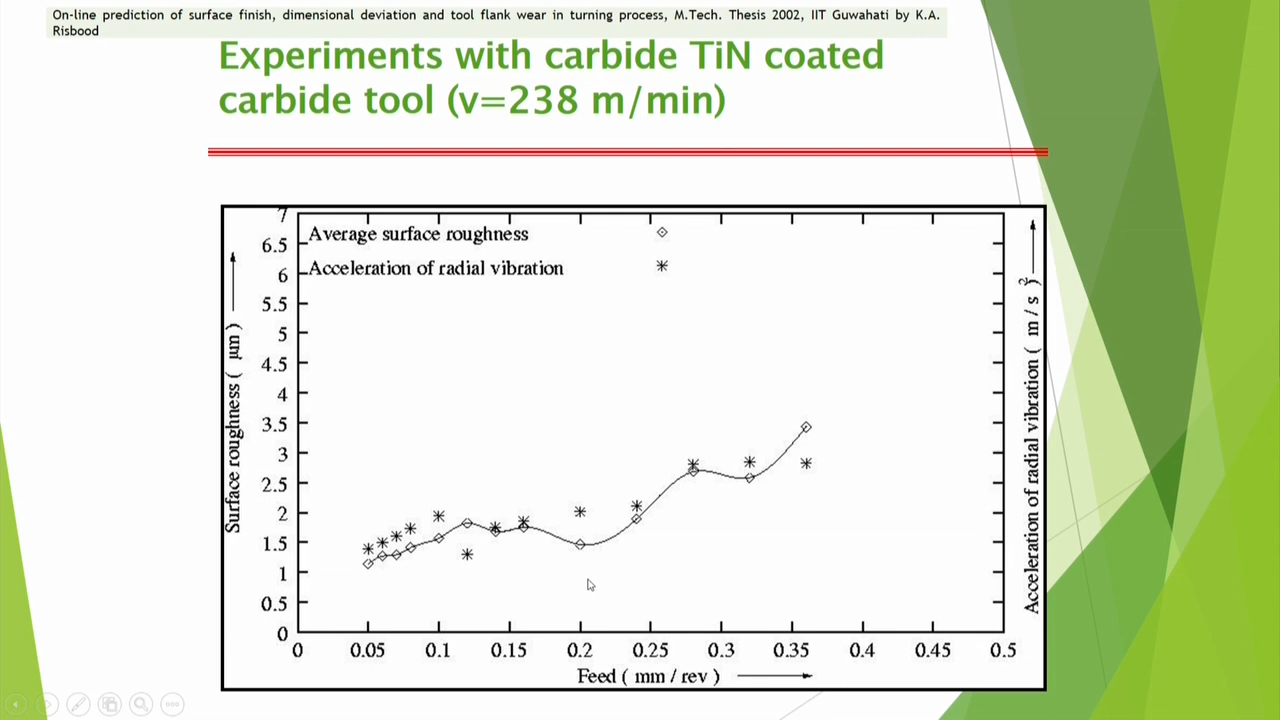 On-line prediction of surface finish, dimensional deviation and tool flank wear in turning process, M.Tech. Thesis 2002, IIT Guwahati by K.A.
Risbood
Experiments with carbide TiN coated
carbide tool (v=238 m/min)
Average surface roughness
Acceleration of radial vibration
Surface roughness ( µm )
7
6.5
6
5.5
5
4.5
4
3.5
3
2.5
2
1.5
1
0.5
0
0 0.05 0.1 0.15 0.2 0.25 0.3 0.35 0.4 0.45 0.5
Feed ( mm / rev )
Acceleration of radial vibration ( m / s )²